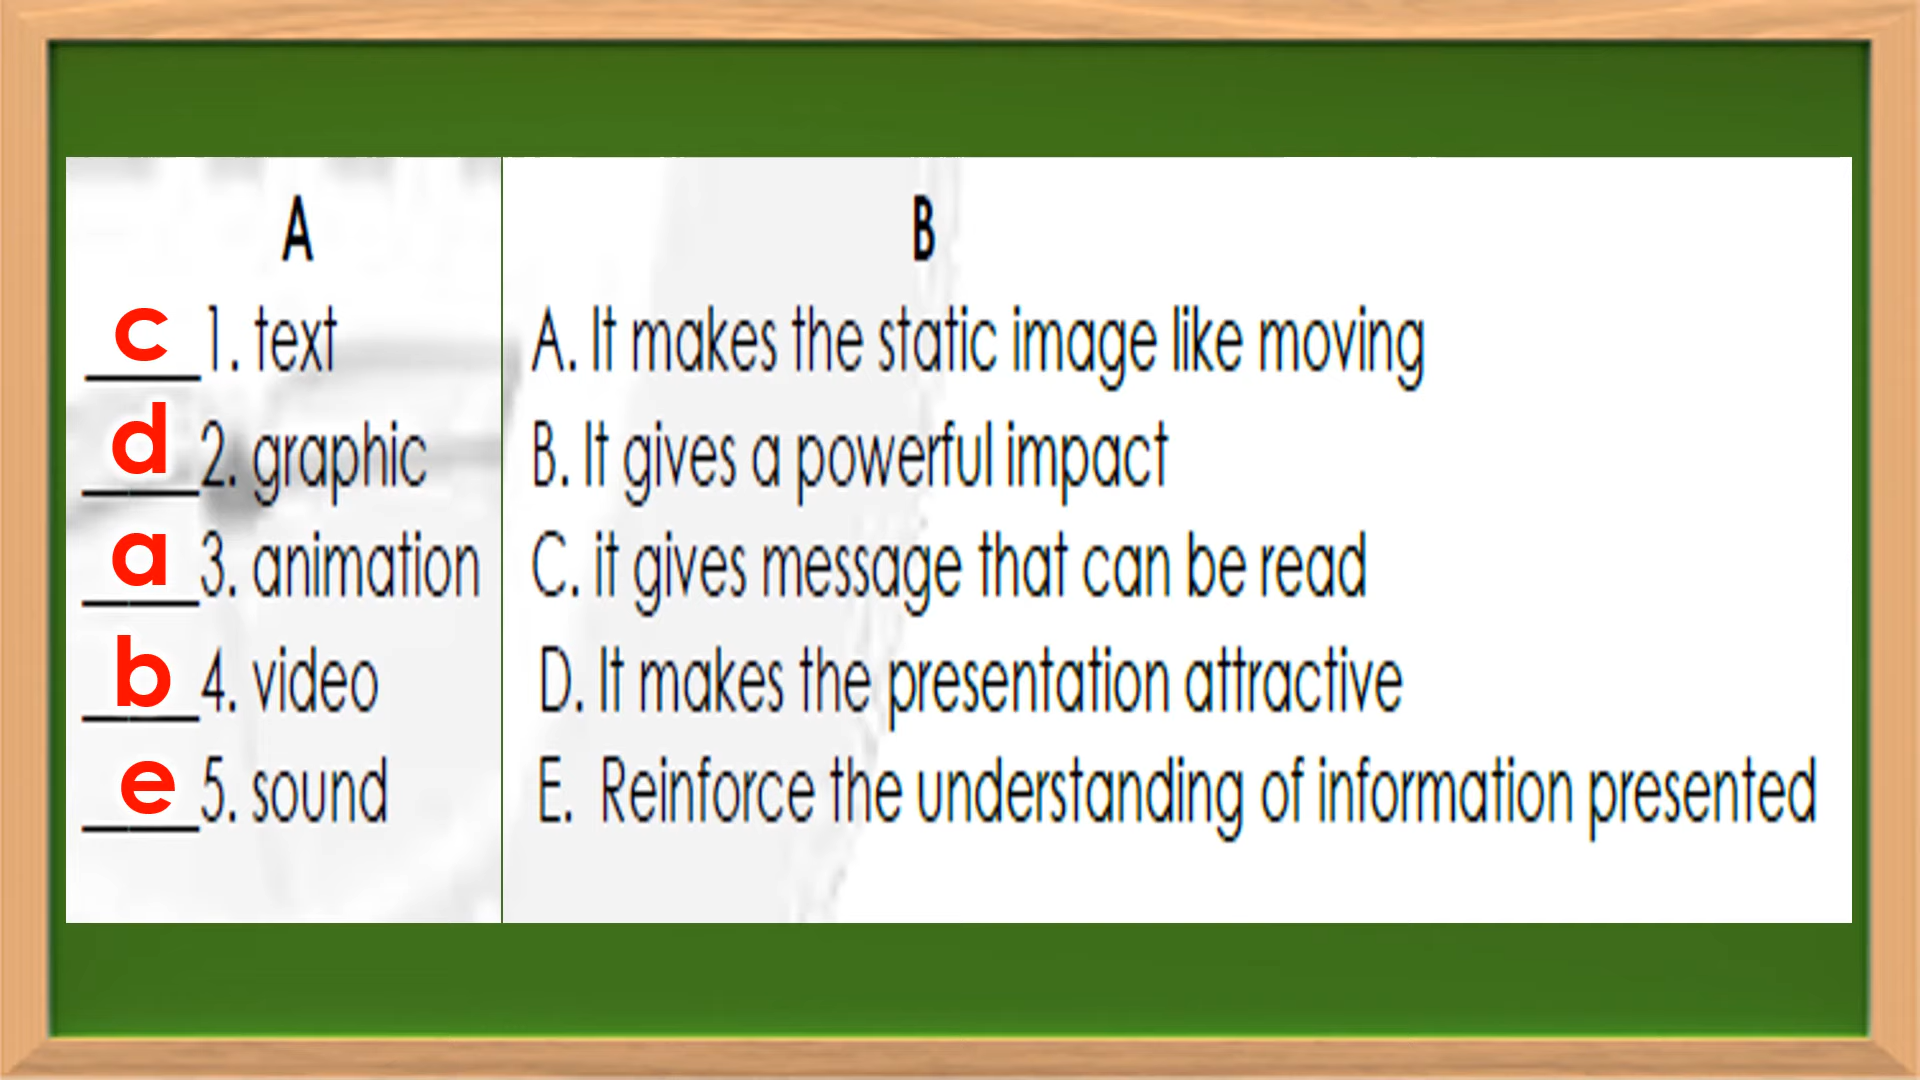 A
c 1. text
d 2. graphic
a 3. animation
b 4. video
e 5. sound
B
A. It makes the static image like moving
B. It gives a powerful impact
C. it gives message that can be read
D. It makes the presentation attractive
E. Reinforce the understanding of information presented